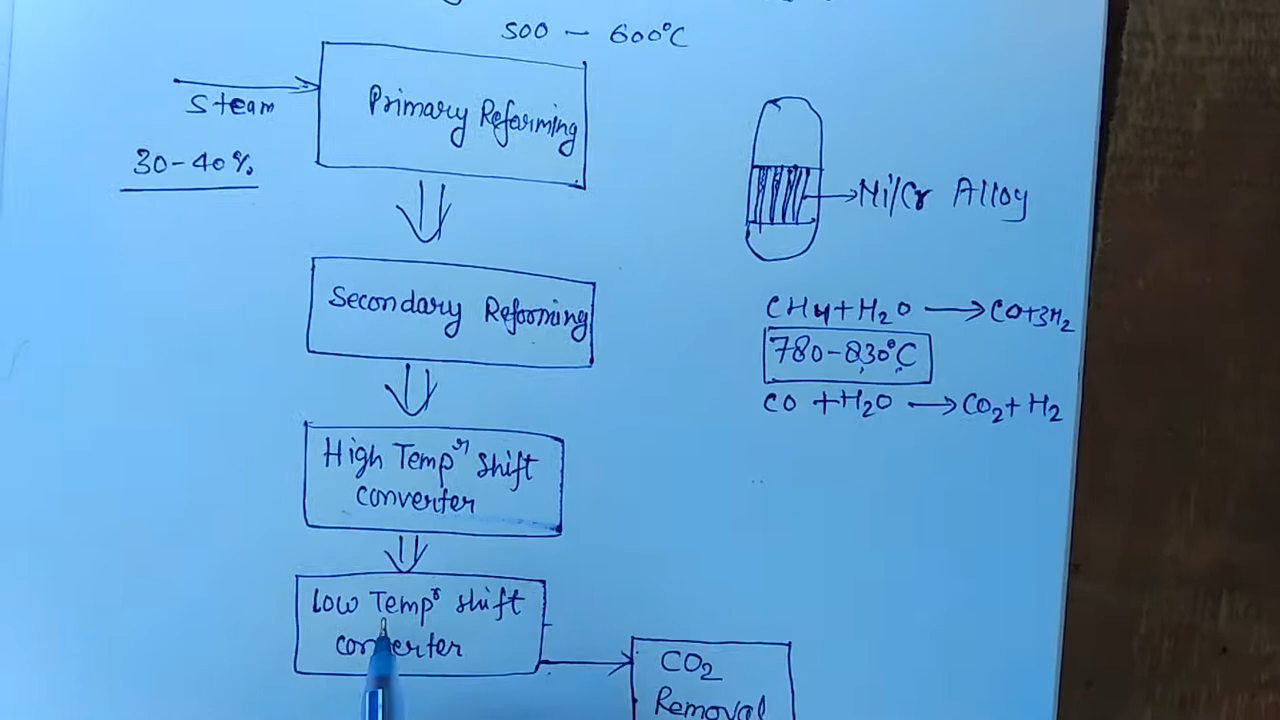 500 - 600°C
Steam
30-40%
Primary Reforming
Secondary Reforming
High Tempʳ shift
converter
Low Tempʳ shift
converter
CO₂
Removal
Ni/Cr Alloy
CH4+H₂O → CO+3H₂
780-830°C
CO +H₂O → CO₂+H₂